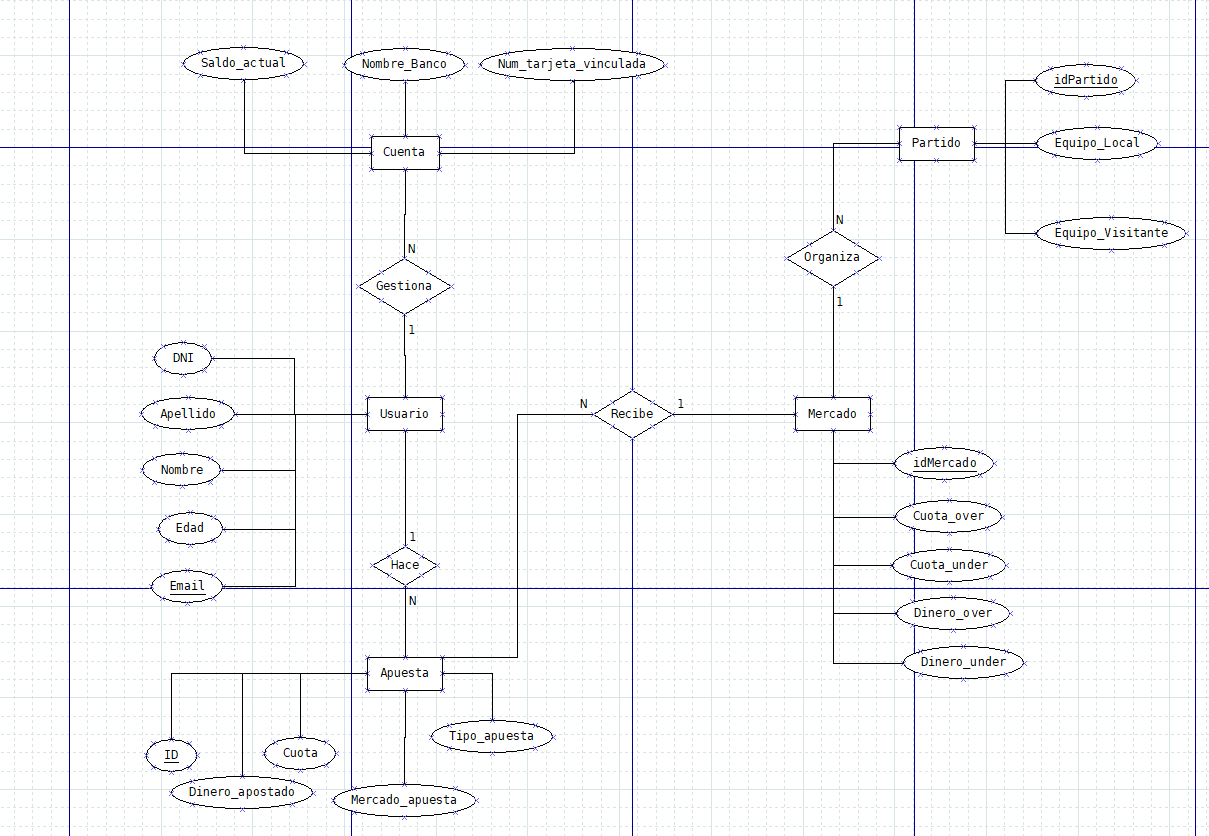 Saldo_actual
Nombre_Banco
Num_tarjeta_vinculada
idPartido
Cuenta
Partido
Equipo_Local
N
N
Equipo_Visitante
Gestiona
Organiza
1
1
DNI
Apellido
Usuario
N
Recibe
1
Mercado
Nombre
idMercado
Edad
Cuota_over
1
Hace
Cuota_under
Email
N
Dinero_over
Apuesta
Dinero_under
Tipo_apuesta
ID
Cuota
Dinero_apostado
Mercado_apuesta